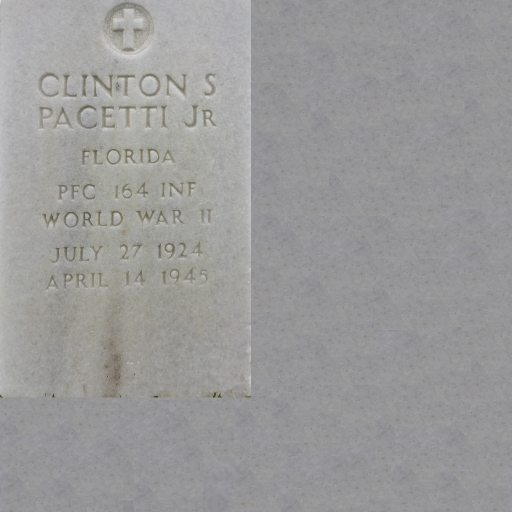 CLINTON S
PACETTI JR
FLORIDA
PFC 164 INF
WORLD WAR II
JULY 27 1924
APRIL 14 1945